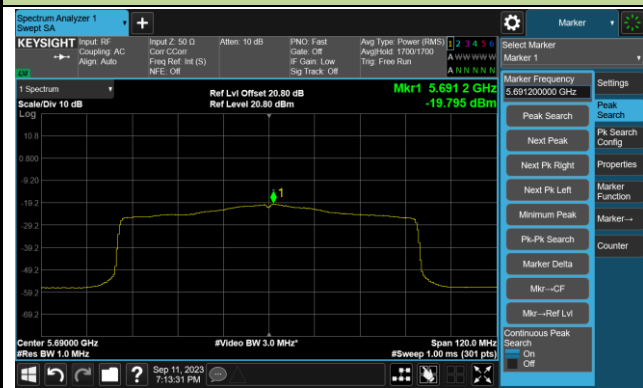 Spectrum Analyzer 1
Swept SA
Marker
KEYSIGHT
Input: RF
Coupling: AC
Align: Auto
Input Z: 50 Ω
Corr CCorr
Freq Ref: Int (S)
NFE: Off
Atten: 10 dB
PNO: Fast
Gate: Off
IF Gain: Low
Sig Track: Off
Avg Type: Power (RMS)
Avg|Hold: 1700/1700
Trig: Free Run
1 2 3 4 5 6
A W W W W W
A N N N N N
Select Marker
Marker 1
1 Spectrum
Scale/Div 10 dB
Log
Ref Lvl Offset 20.80 dB
Ref Level 20.80 dBm
Mkr1 5.691 2 GHz
-19.795 dBm
10.8
0.800
-9.20
-19.2
-29.2
-39.2
-49.2
-59.2
-69.2
1
Center 5.69000 GHz
#Res BW 1.0 MHz
#Video BW 3.0 MHz*
Span 120.0 MHz
#Sweep 1.00 ms (301 pts)
Marker Frequency
5.691200000 GHz
Peak Search
Next Peak
Next Pk Right
Next Pk Left
Minimum Peak
Pk-Pk Search
Marker Delta
Mkr→CF
Mkr→Ref Lvl
Continuous Peak
Search
On
Off
Settings
Peak
Search
Pk Search
Config
Properties
Marker
Function
Marker→
Counter
Sep 11, 2023
7:13:31 PM